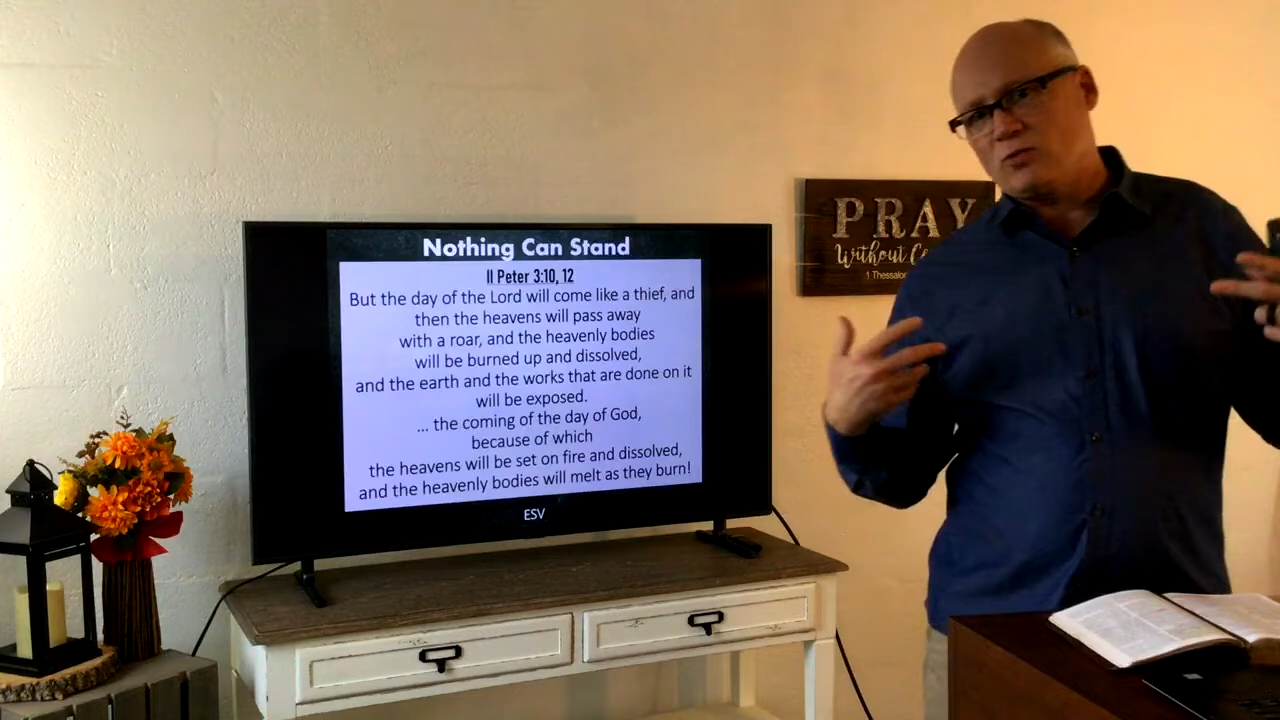 Nothing Can Stand
II Peter 3:10, 12
But the day of the Lord will come like a thief, and
then the heavens will pass away
with a roar, and the heavenly bodies
will be burned up and dissolved,
and the earth and the works that are done on it
will be exposed.
... the coming of the day of God,
because of which
the heavens will be set on fire and dissolved,
and the heavenly bodies will melt as they burn!
ESV
PRAY
Without
1